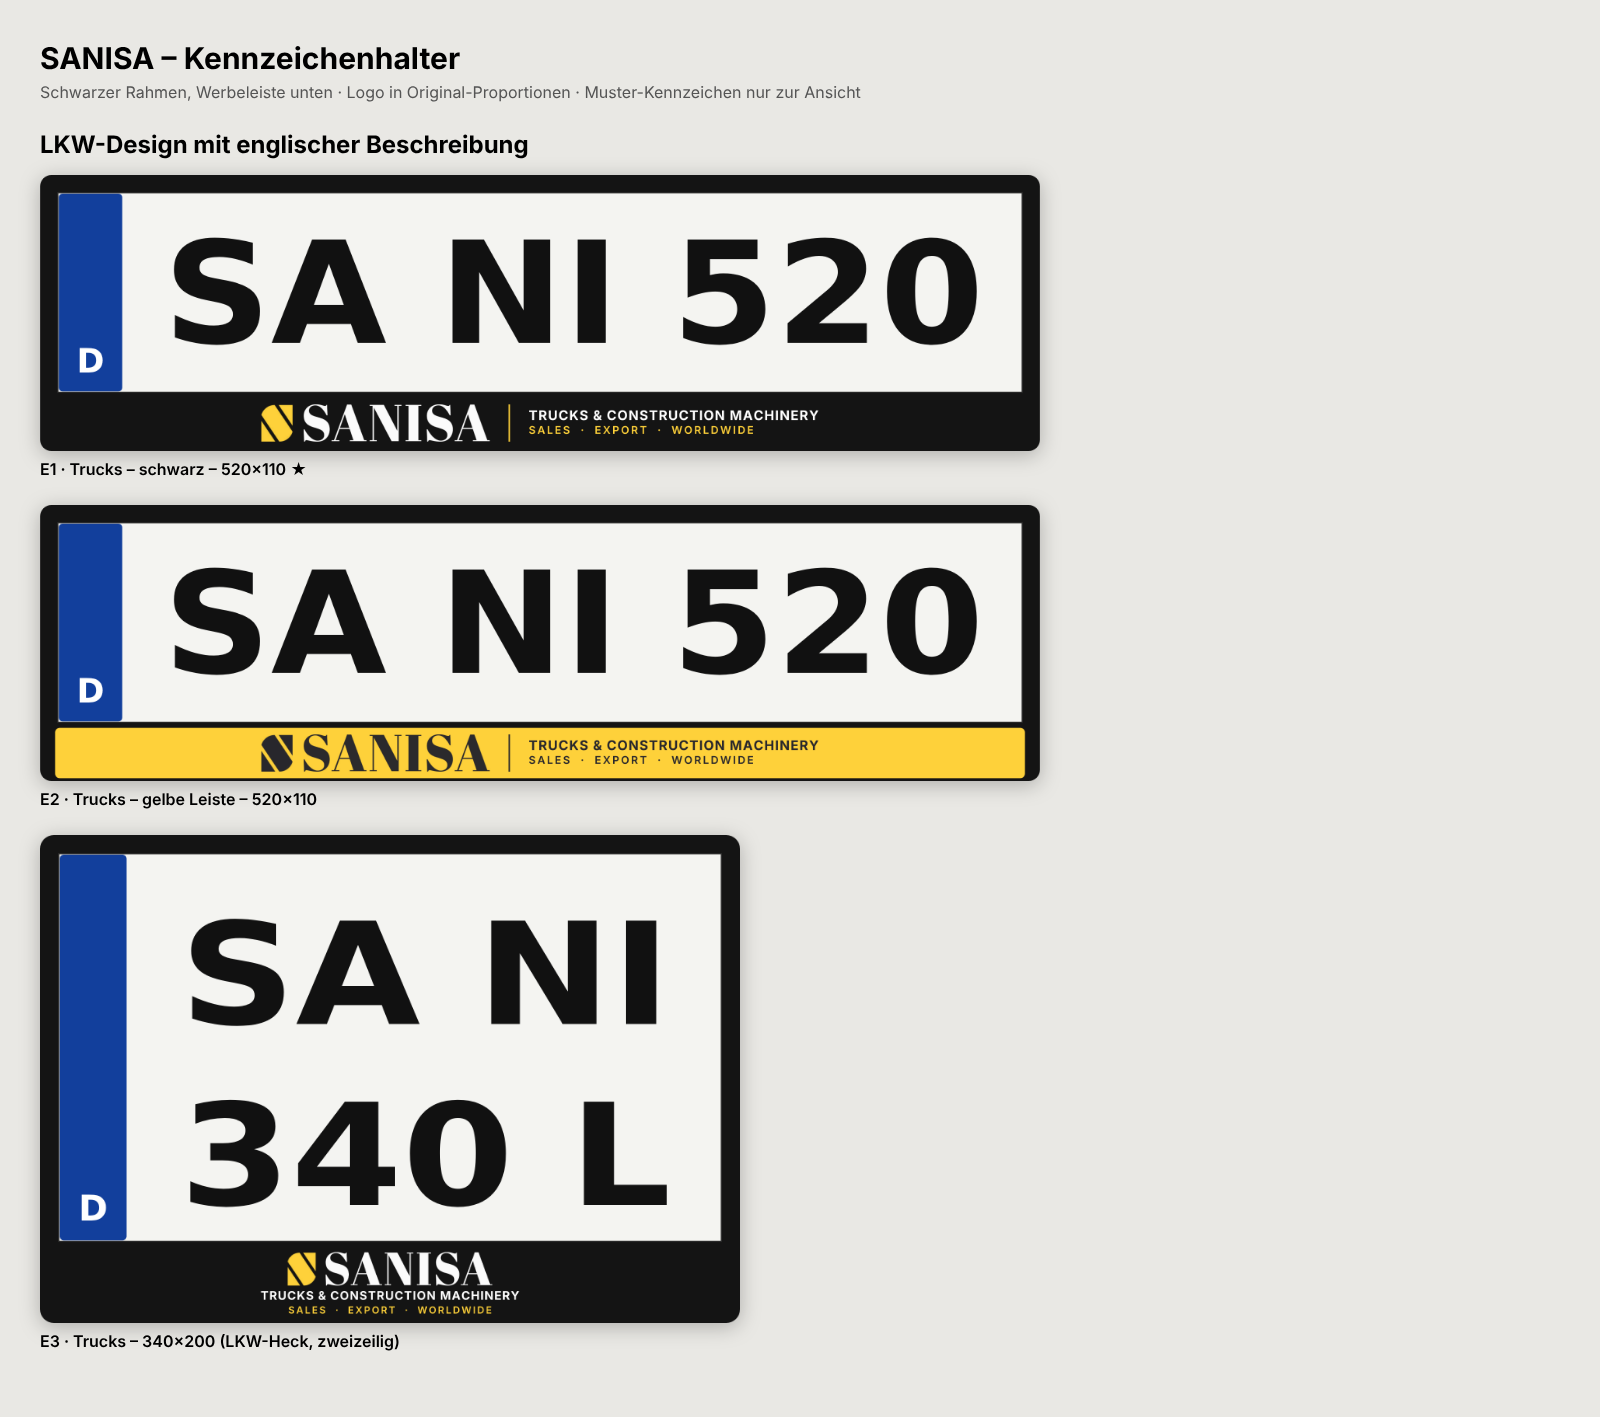 SANISA – Kennzeichenhalter
Schwarzer Rahmen, Werbeleiste unten · Logo in Original-Proportionen · Muster-Kennzeichen nur zur Ansicht
LKW-Design mit englischer Beschreibung
SA NI 520
D
SANISA
TRUCKS & CONSTRUCTION MACHINERY
SALES · EXPORT · WORLDWIDE
E1 · Trucks – schwarz – 520×110 ★
SA NI 520
D
SANISA
TRUCKS & CONSTRUCTION MACHINERY
SALES · EXPORT · WORLDWIDE
E2 · Trucks – gelbe Leiste – 520×110
SA NI
340 L
D
SANISA
TRUCKS & CONSTRUCTION MACHINERY
SALES · EXPORT · WORLDWIDE
E3 · Trucks – 340×200 (LKW-Heck, zweizeilig)